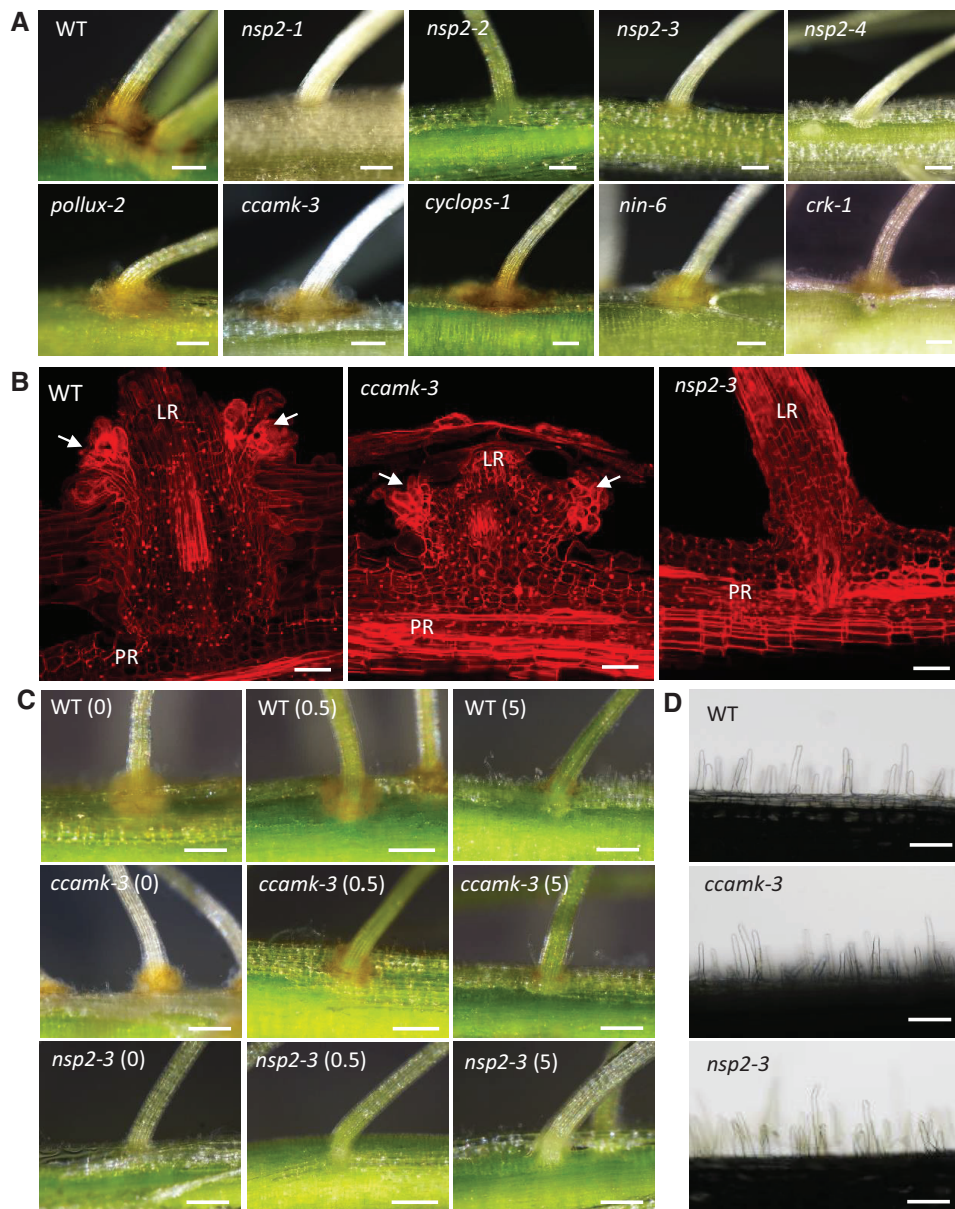 A
WT
nsp2-1
nsp2-2
nsp2-3
nsp2-4
pollux-2
ccamk-3
cyclops-1
nin-6
crk-1
B
WT
LR
PR
ccamk-3
LR
PR
nsp2-3
LR
PR
C
WT (0)
WT (0.5)
WT (5)
ccamk-3 (0)
ccamk-3 (0.5)
ccamk-3 (5)
nsp2-3 (0)
nsp2-3 (0.5)
nsp2-3 (5)
D
WT
ccamk-3
nsp2-3